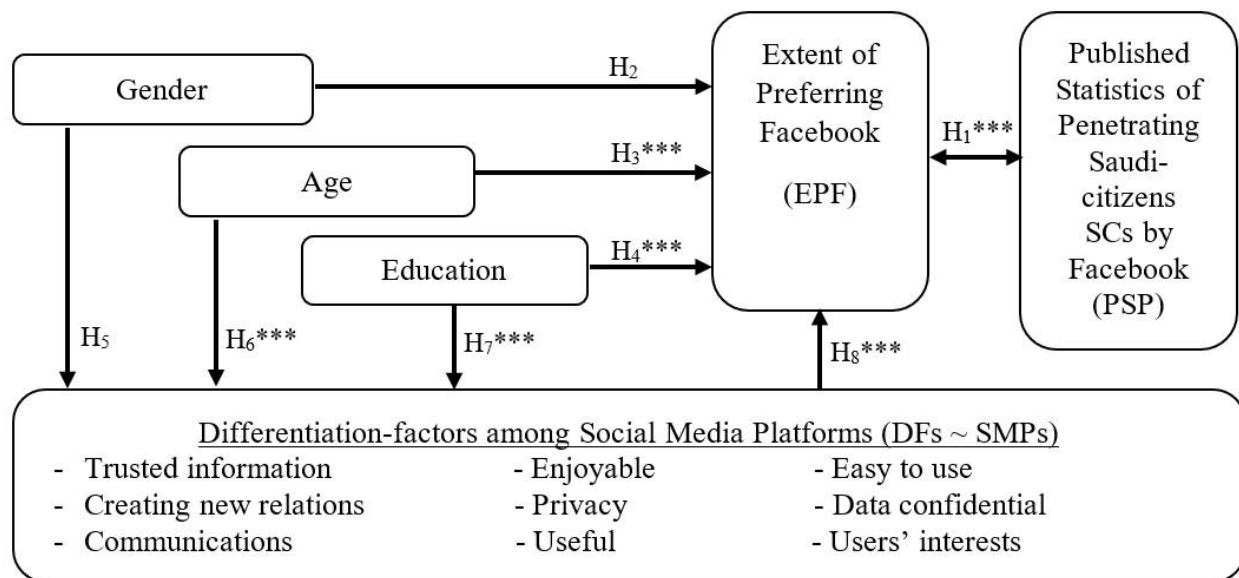 Gender
H₂
Extent of
Preferring
Facebook
(EPF)
H₁***
Published
Statistics of
Penetrating
Saudi-
citizens
SCs by
Facebook
(PSP)
Age
H₃***
Education
H₄***
H₅
H₆***
H₇***
H₈***
Differentiation-factors among Social Media Platforms (DFs ~ SMPs)
- Trusted information - Enjoyable - Easy to use
- Creating new relations - Privacy - Data confidential
- Communications - Useful - Users’ interests